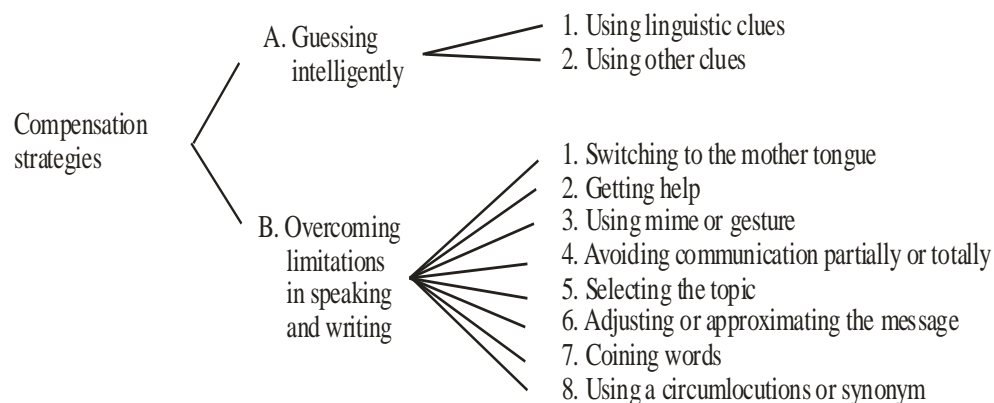 Compensation
strategies
A. Guessing
intelligently
1. Using linguistic clues
2. Using other clues
B. Overcoming
limitations
in speaking
and writing
1. Switching to the mother tongue
2. Getting help
3. Using mime or gesture
4. Avoiding communication partially or totally
5. Selecting the topic
6. Adjusting or approximating the message
7. Coining words
8. Using a circumlocutions or synonym